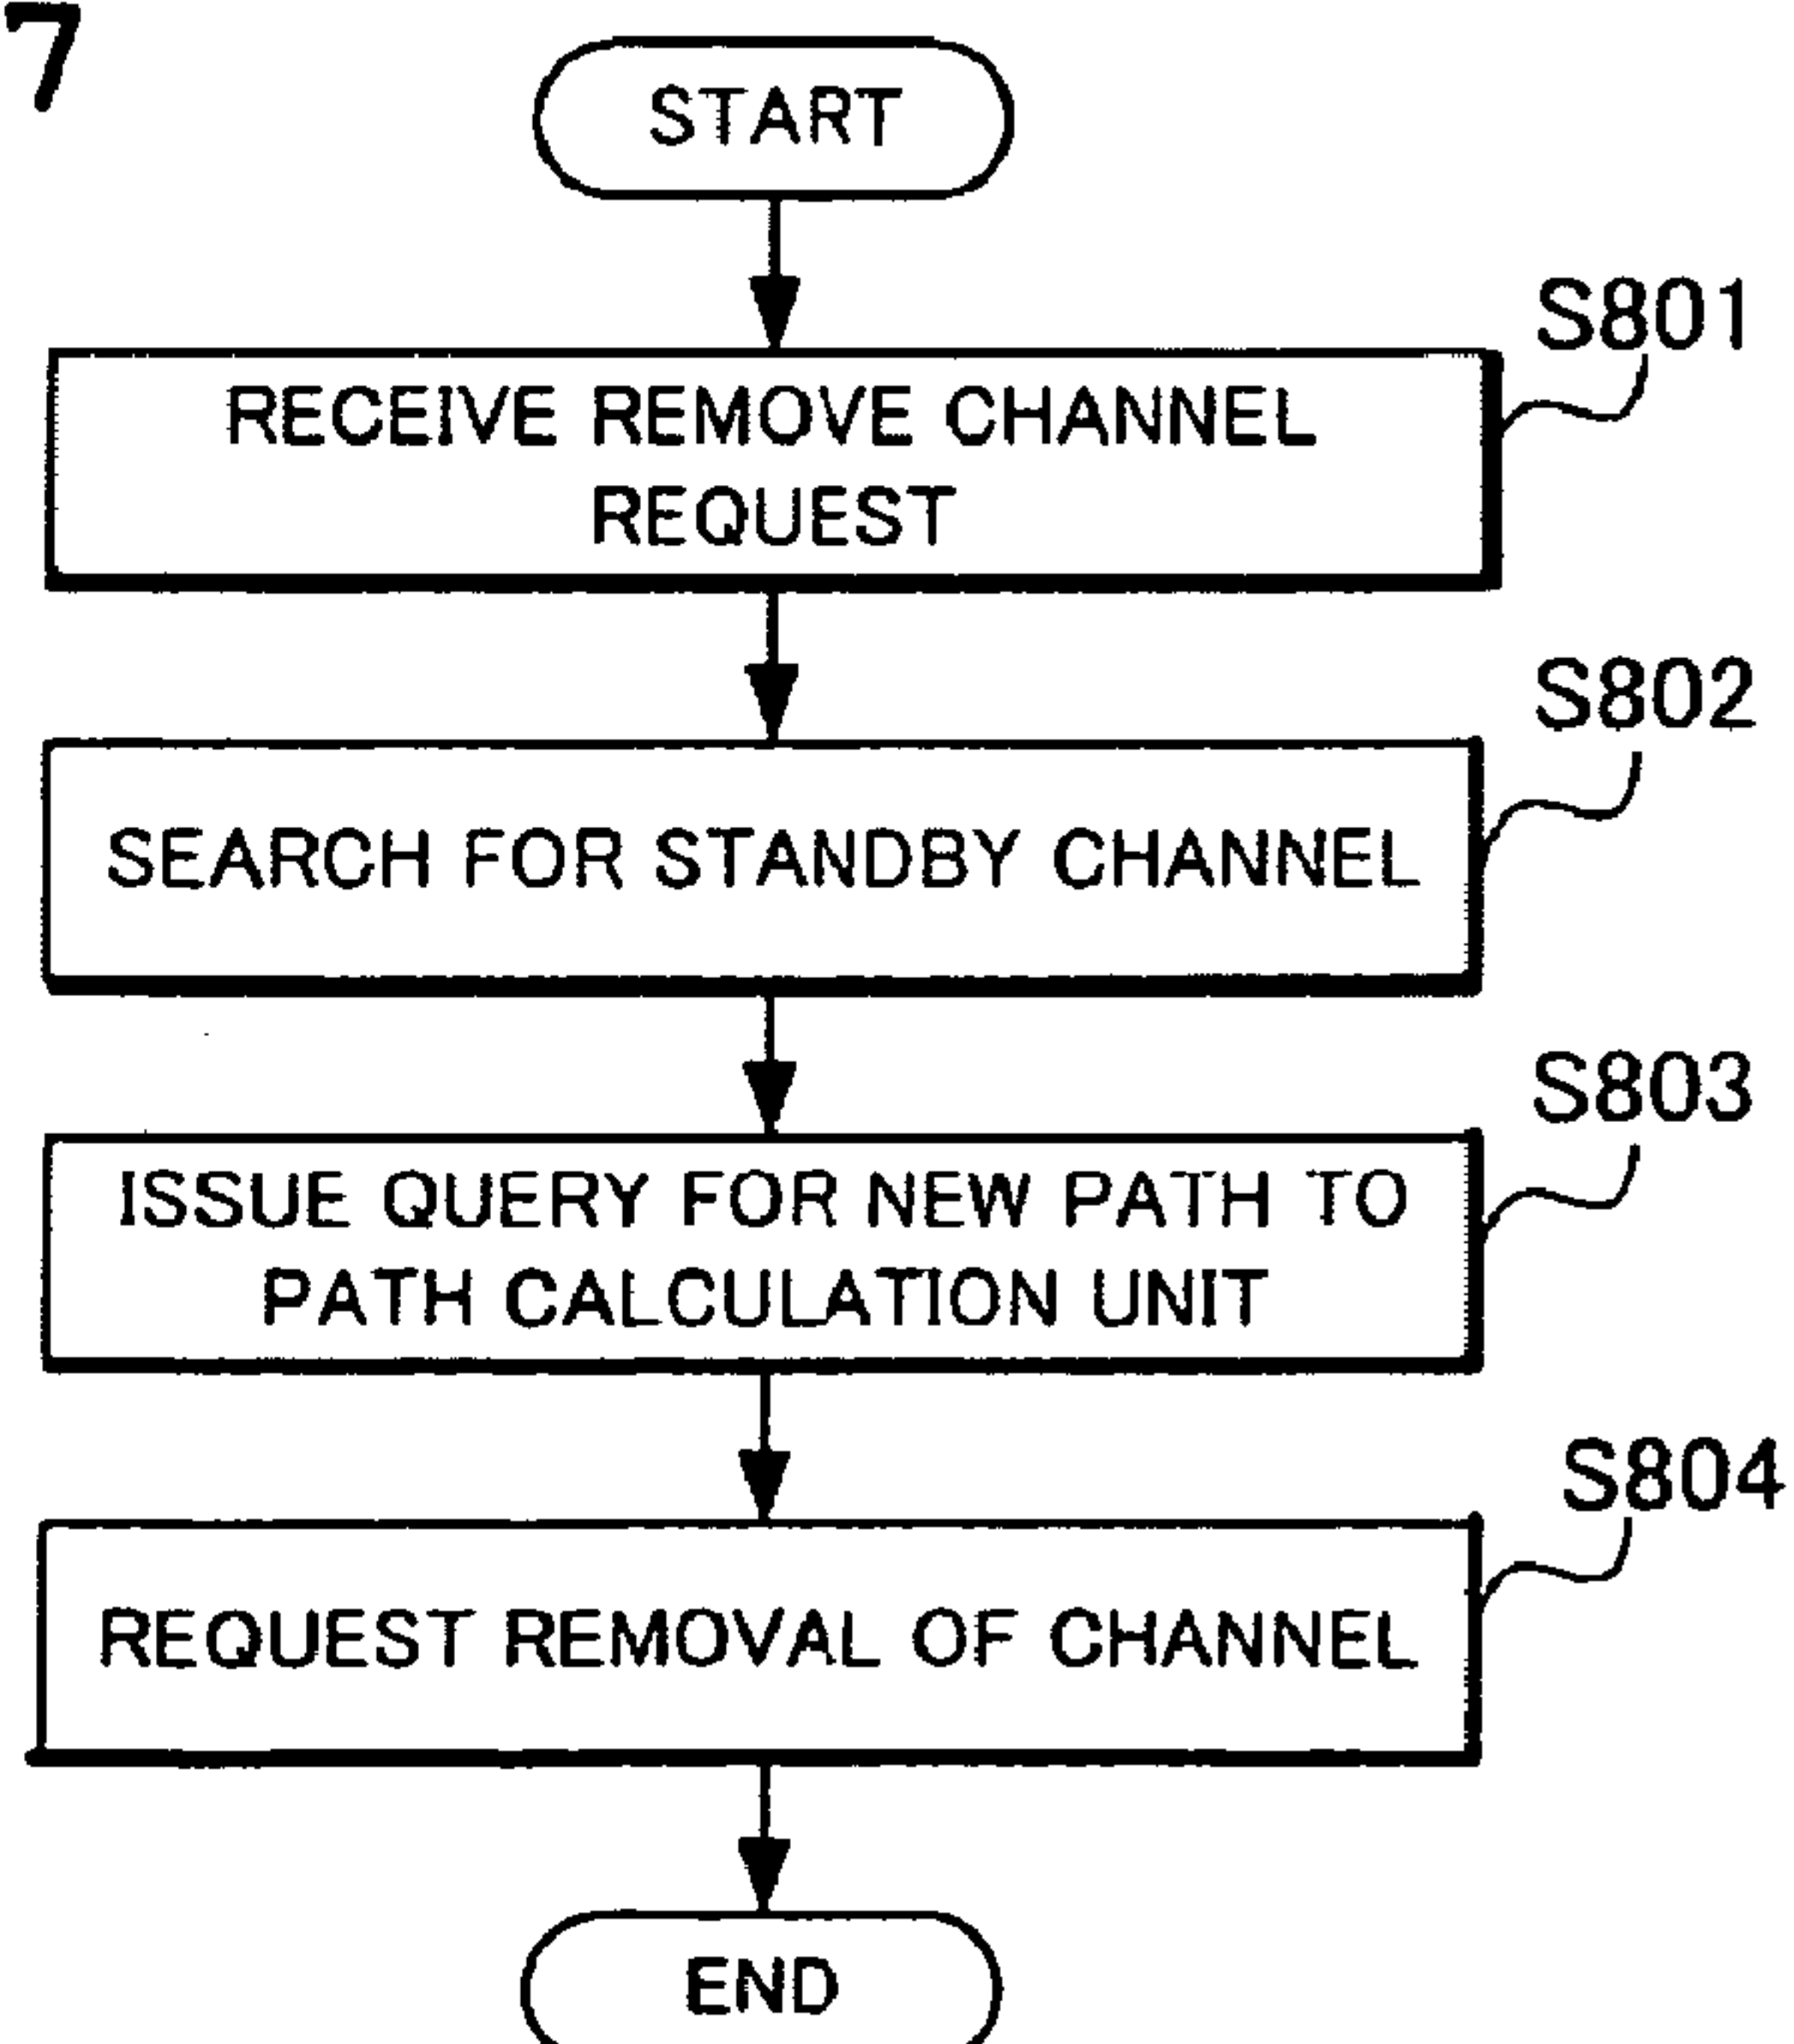 7
START
S801
RECEIVE REMOVE CHANNEL
REQUEST
S802
SEARCH FOR STANDBY CHANNEL
S803
ISSUE QUERY FOR NEW PATH TO
PATH CALCULATION UNIT
S804
REQUEST REMOVAL OF CHANNEL
END